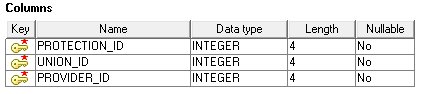 Columns
Key Name Data type Length Nullable
PROTECTION_ID INTEGER 4 No
UNION_ID INTEGER 4 No
PROVIDER_ID INTEGER 4 No